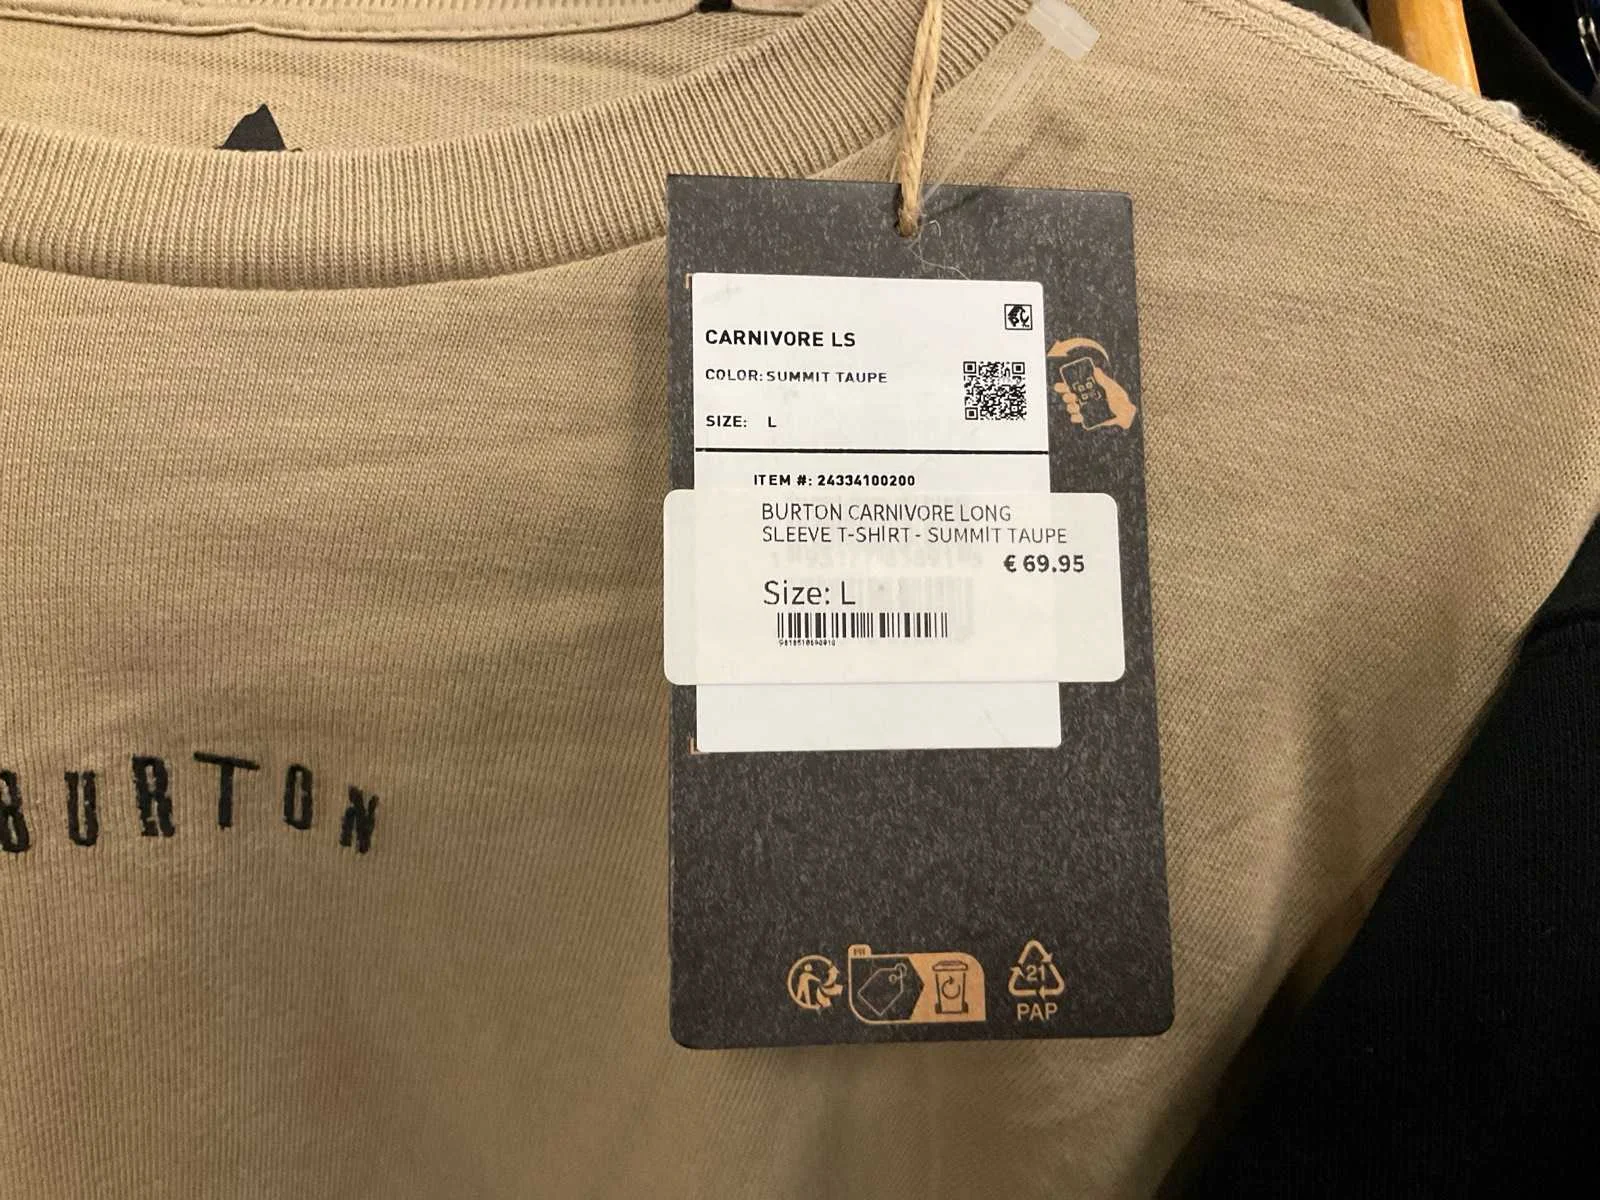 CARNIVORE LS
COLOR: SUMMIT TAUPE
SIZE: L
ITEM #: 24334100200
BURTON CARNIVORE LONG
SLEEVE T-SHIRT - SUMMIT TAUPE
€ 69.95
Size: L
BURTON
FR
21
PAP